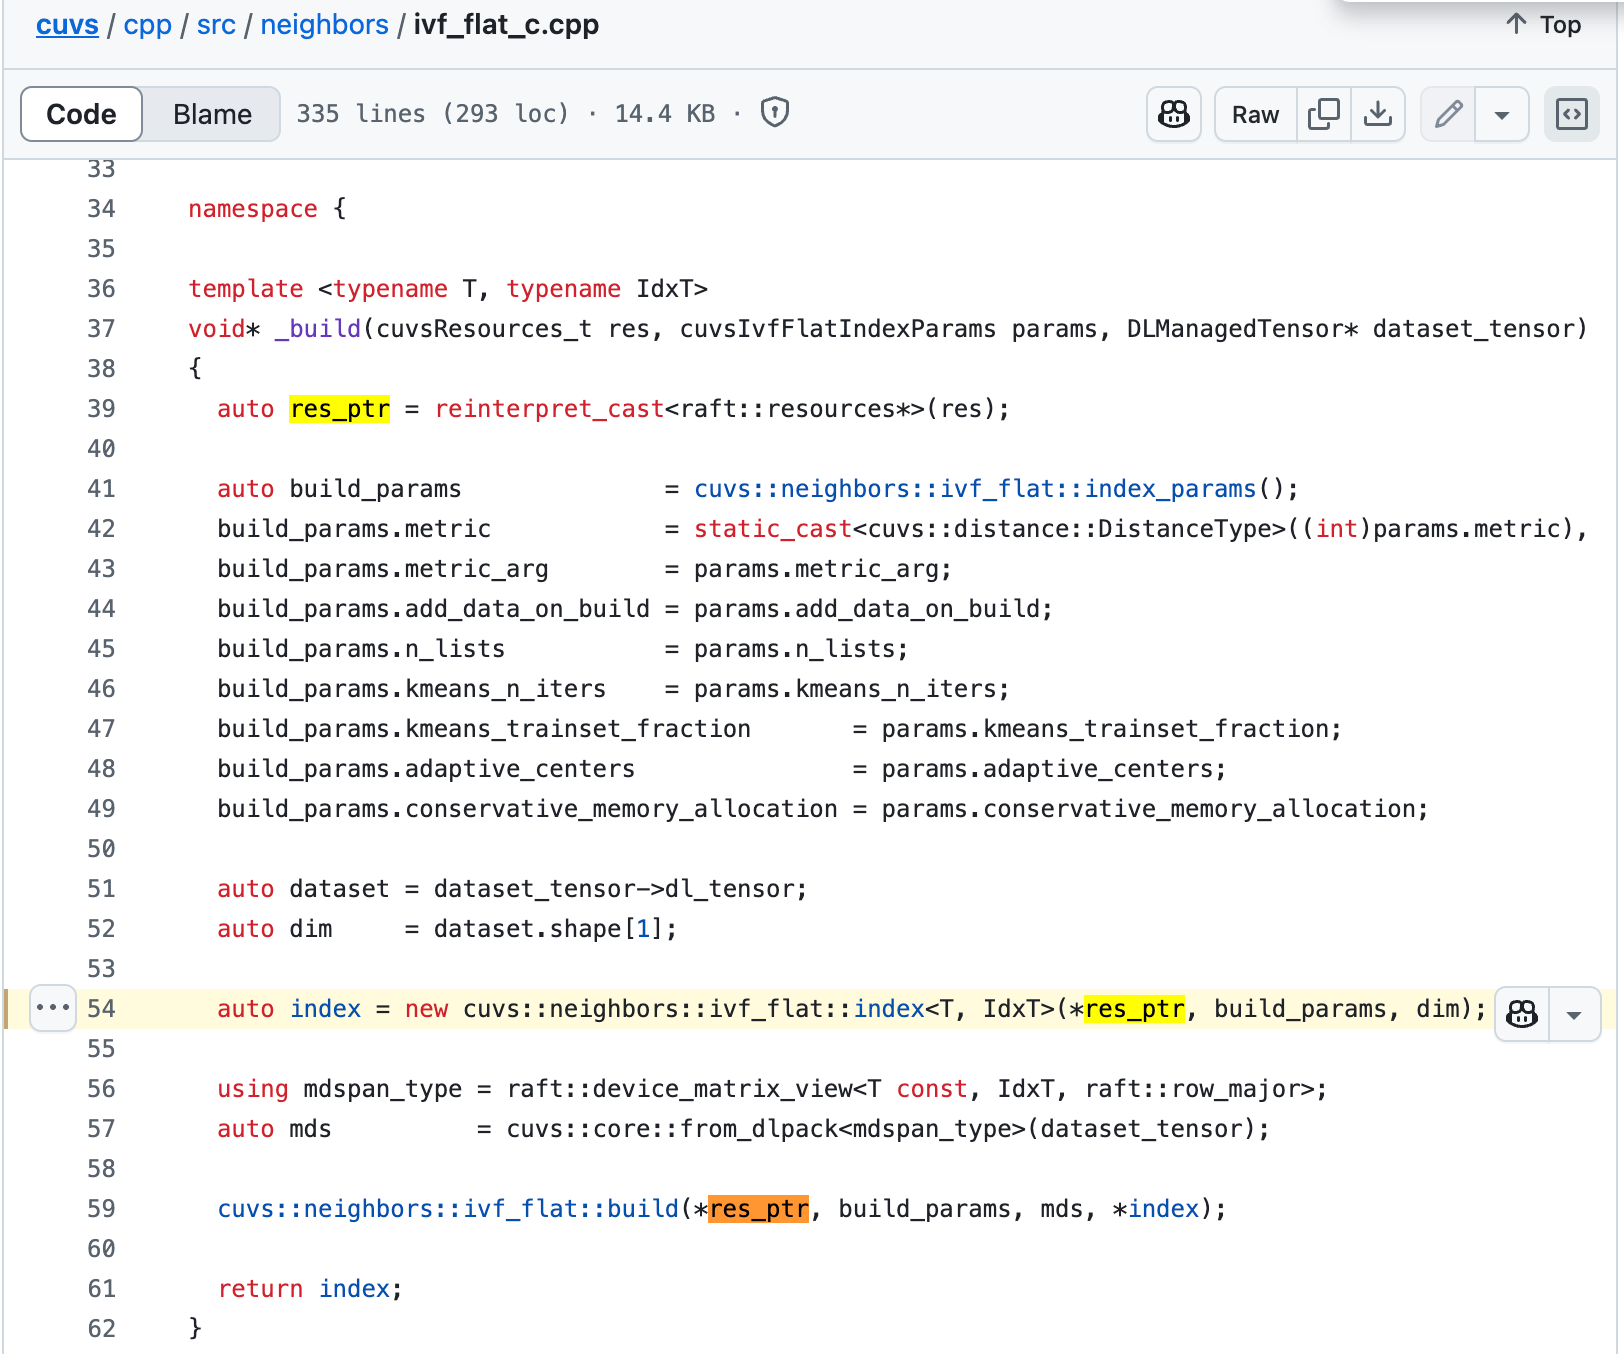 cuvs / cpp / src / neighbors / ivf_flat_c.cpp
Top
Code Blame 335 lines (293 loc) · 14.4 KB ·
Raw
33
34 namespace {
35
36 template <typename T, typename IdxT>
37 void* _build(cuvsResources_t res, cuvsIvfFlatIndexParams params, DLManagedTensor* dataset_tensor)
38 {
39   auto res_ptr = reinterpret_cast<raft::resources*>(res);
40
41   auto build_params              = cuvs::neighbors::ivf_flat::index_params();
42   build_params.metric            = static_cast<cuvs::distance::DistanceType>((int)params.metric),
43   build_params.metric_arg        = params.metric_arg;
44   build_params.add_data_on_build = params.add_data_on_build;
45   build_params.n_lists           = params.n_lists;
46   build_params.kmeans_n_iters    = params.kmeans_n_iters;
47   build_params.kmeans_trainset_fraction       = params.kmeans_trainset_fraction;
48   build_params.adaptive_centers               = params.adaptive_centers;
49   build_params.conservative_memory_allocation = params.conservative_memory_allocation;
50
51   auto dataset = dataset_tensor->dl_tensor;
52   auto dim     = dataset.shape[1];
53
54   auto index = new cuvs::neighbors::ivf_flat::index<T, IdxT>(*res_ptr, build_params, dim);
55
56   using mdspan_type = raft::device_matrix_view<T const, IdxT, raft::row_major>;
57   auto mds          = cuvs::core::from_dlpack<mdspan_type>(dataset_tensor);
58
59   cuvs::neighbors::ivf_flat::build(*res_ptr, build_params, mds, *index);
60
61   return index;
62 }